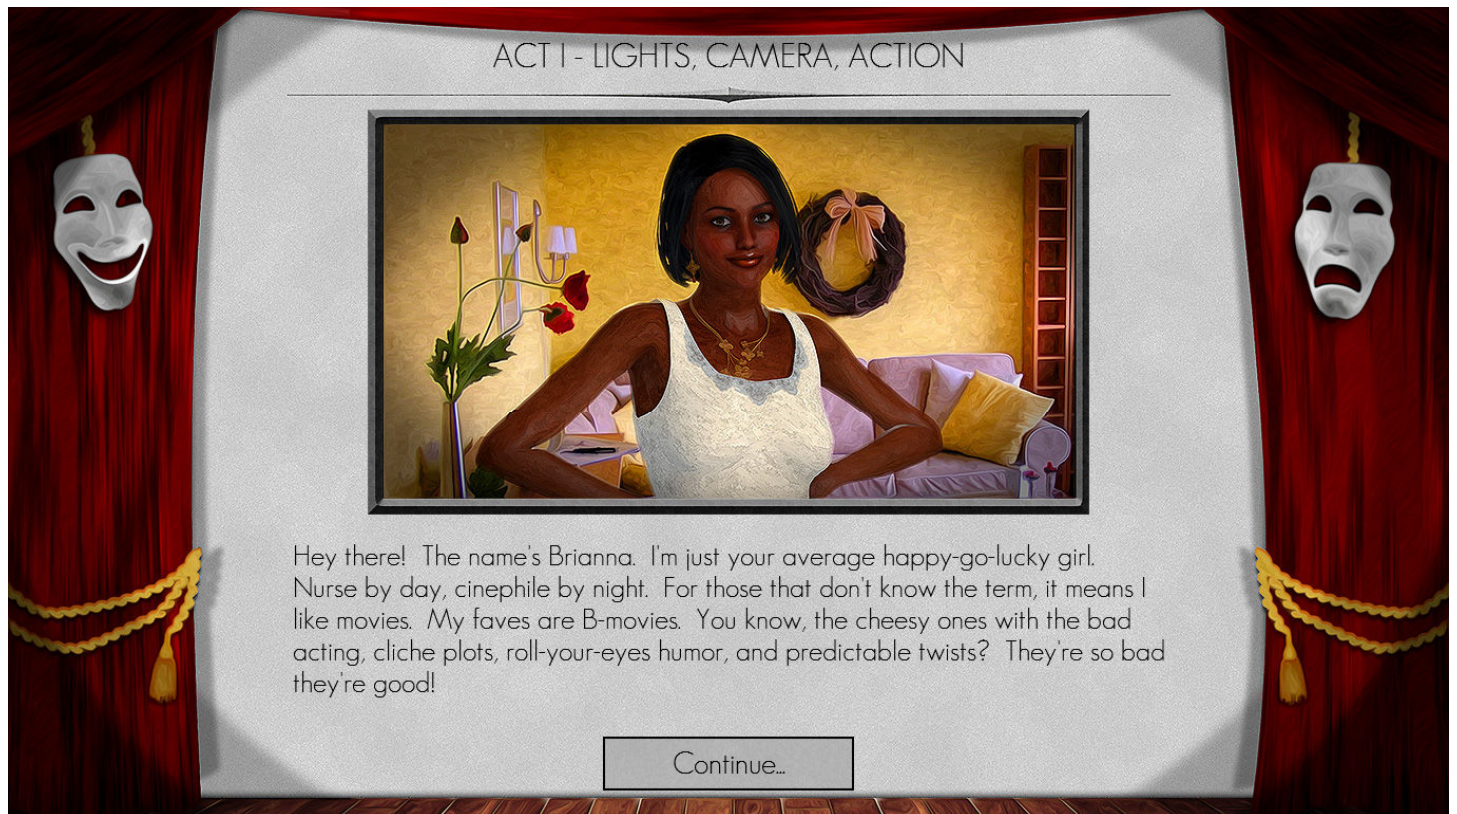 ACT I - LIGHTS, CAMERA, ACTION
Hey there!  The name's Brianna.  I'm just your average happy-go-lucky girl.
Nurse by day, cinephile by night.  For those that don't know the term, it means I
like movies.  My faves are B-movies.  You know, the cheesy ones with the bad
acting, cliche plots, roll-your-eyes humor, and predictable twists?  They're so bad
they're good!
Continue...